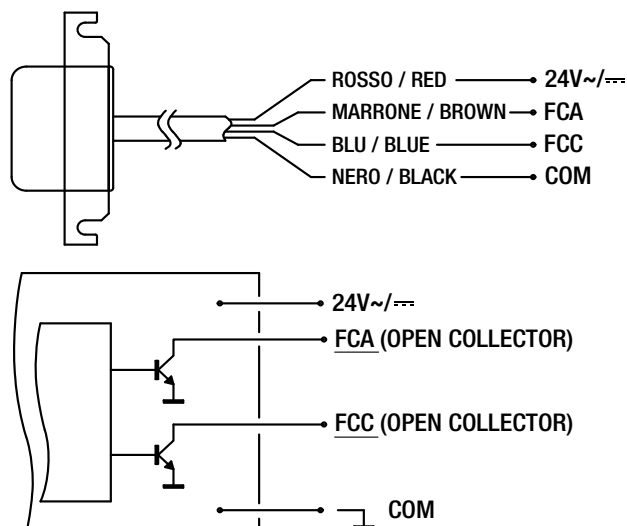 ROSSO / RED 24V~/⎓
MARRONE / BROWN FCA
BLU / BLUE FCC
NERO / BLACK COM
24V~/⎓
FCA (OPEN COLLECTOR)
FCC (OPEN COLLECTOR)
COM